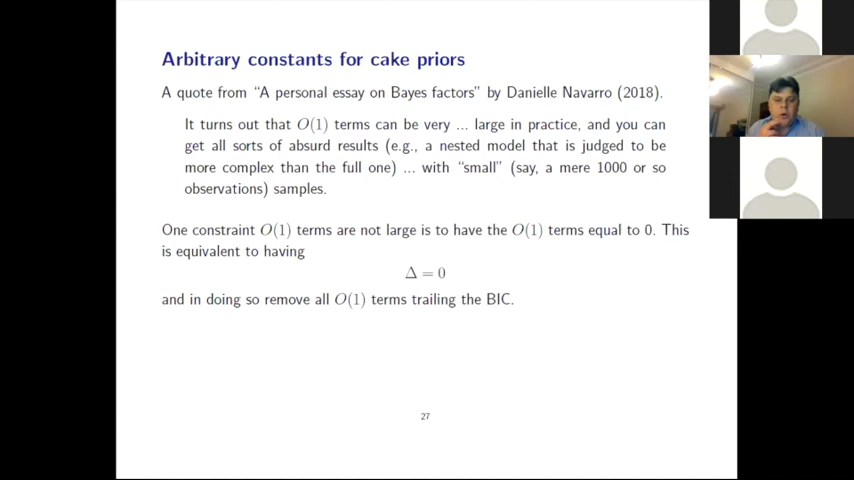 Arbitrary constants for cake priors
A quote from "A personal essay on Bayes factors" by Danielle Navarro (2018).
It turns out that O(1) terms can be very ... large in practice, and you can
get all sorts of absurd results (e.g., a nested model that is judged to be
more complex than the full one) ... with "small" (say, a mere 1000 or so
observations) samples.
One constraint O(1) terms are not large is to have the O(1) terms equal to 0. This
is equivalent to having
Δ = 0
and in doing so remove all O(1) terms trailing the BIC.
27